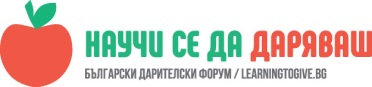 НАУЧИ СЕ ДА ДАРЯВАШ
БЪЛГАРСКИ ДАРИТЕЛСКИ ФОРУМ / LEARNINGTOGIVE.BG